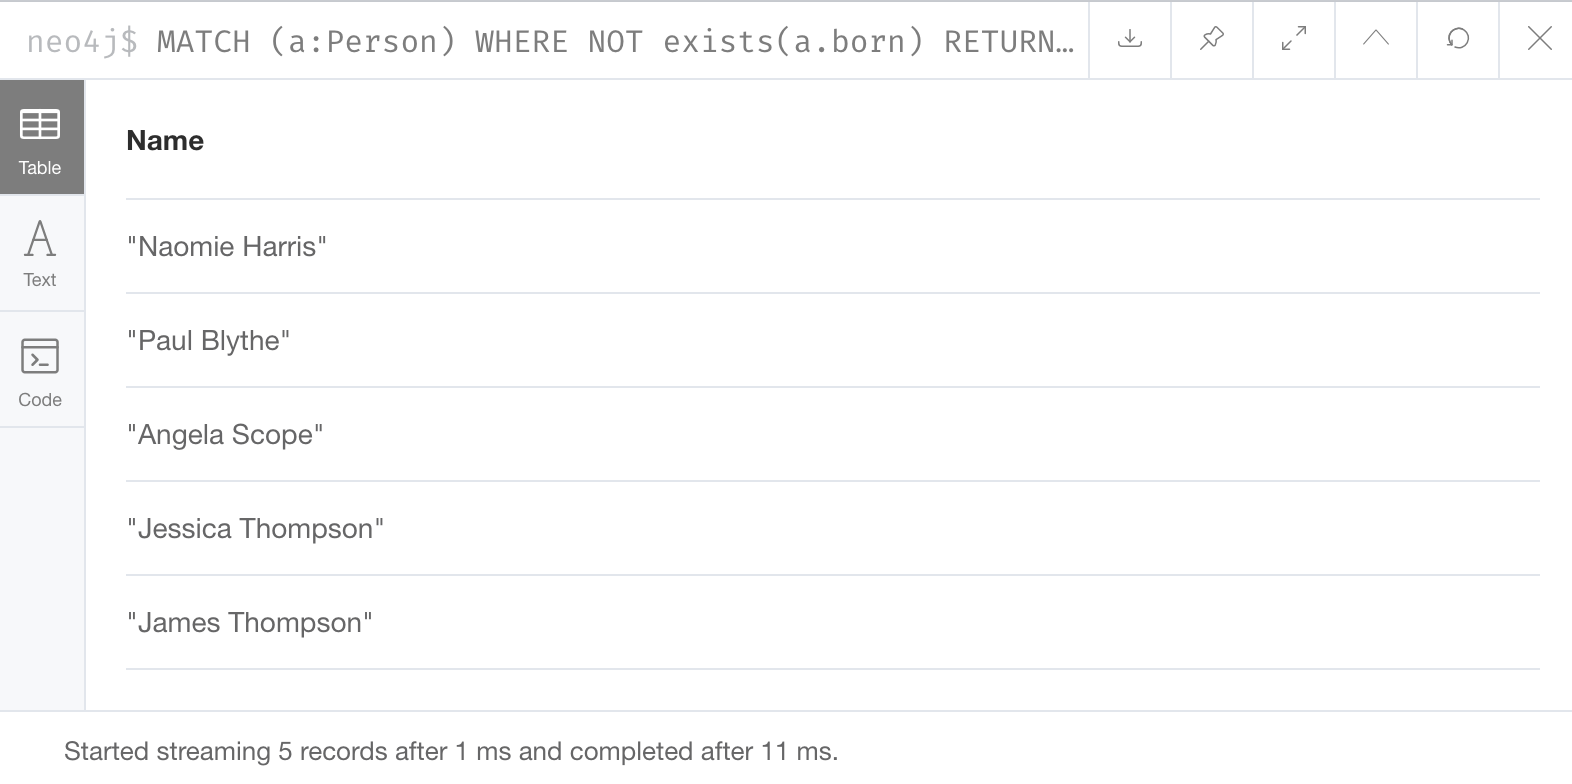 neo4j$ MATCH (a:Person) WHERE NOT exists(a.born) RETURN…
Table
Text
Code
Name
"Naomie Harris"
"Paul Blythe"
"Angela Scope"
"Jessica Thompson"
"James Thompson"
Started streaming 5 records after 1 ms and completed after 11 ms.